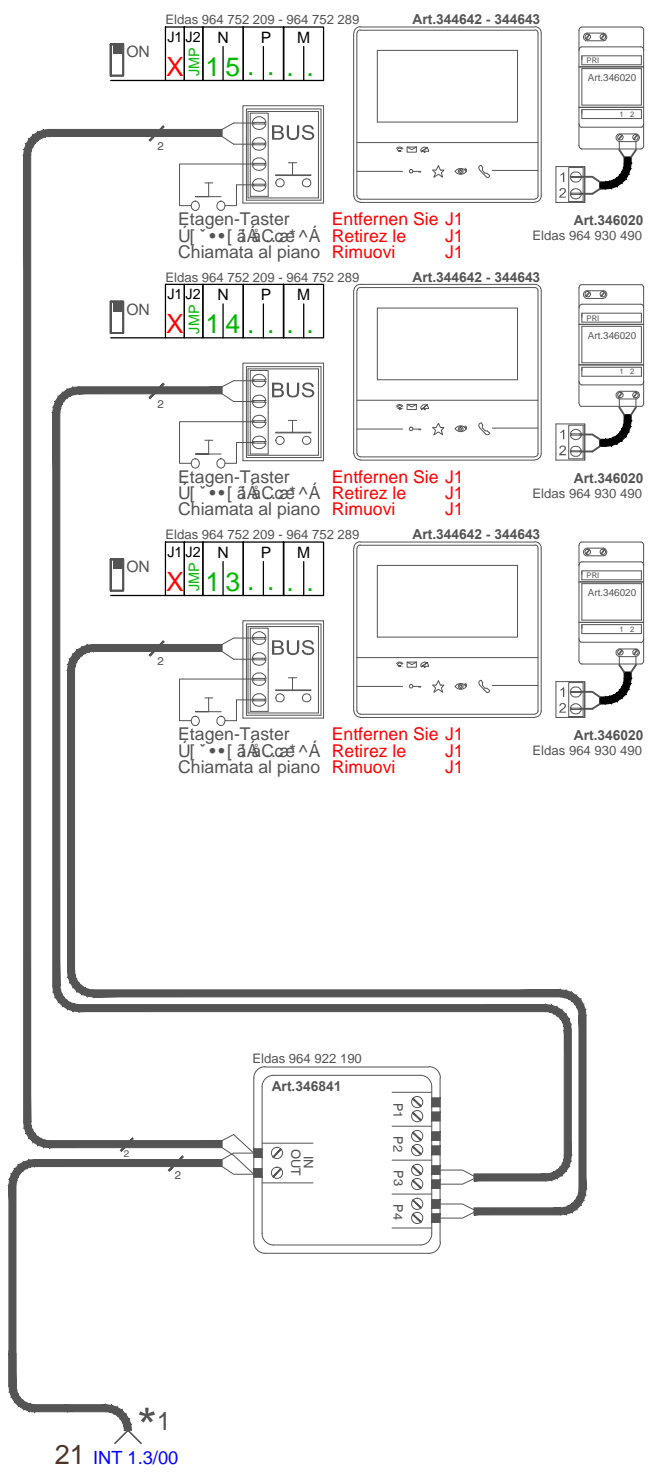 Eldas 964 752 209 - 964 752 289 Art.344642 - 344643
ON J1 J2 N P M
X JMP 1 5 . . . .
PRI
Art.346020
1 2
BUS
2
1
2
Etagen-Taster Entfernen Sie J1 Art.346020
Retirez le J1 Eldas 964 930 490
Chiamata al piano Rimuovi J1
Eldas 964 752 209 - 964 752 289 Art.344642 - 344643
ON J1 J2 N P M
X JMP 1 4 . . . .
PRI
Art.346020
1 2
BUS
2
1
2
Etagen-Taster Entfernen Sie J1 Art.346020
Retirez le J1 Eldas 964 930 490
Chiamata al piano Rimuovi J1
Eldas 964 752 209 - 964 752 289 Art.344642 - 344643
ON J1 J2 N P M
X JMP 1 3 . . . .
PRI
Art.346020
1 2
BUS
2
1
2
Etagen-Taster Entfernen Sie J1 Art.346020
Retirez le J1 Eldas 964 930 490
Chiamata al piano Rimuovi J1
Eldas 964 922 190
Art.346841
P1
P2
IN
OUT
P3
P4
2
2
*1
21 INT 1.3/00